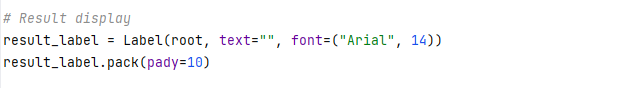 # Result display
result_label = Label(root, text="", font=("Arial", 14))
result_label.pack(pady=10)